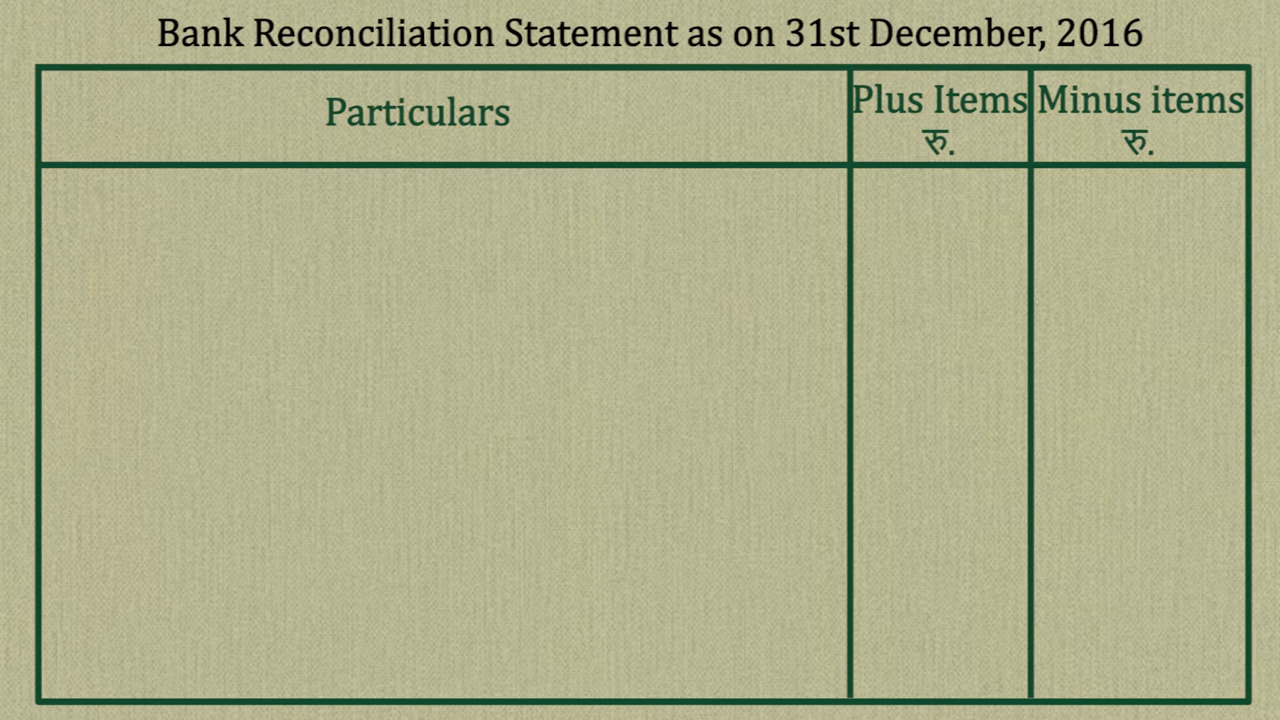 Bank Reconciliation Statement as on 31st December, 2016
Particulars
Plus Items
रु.
Minus items
रु.